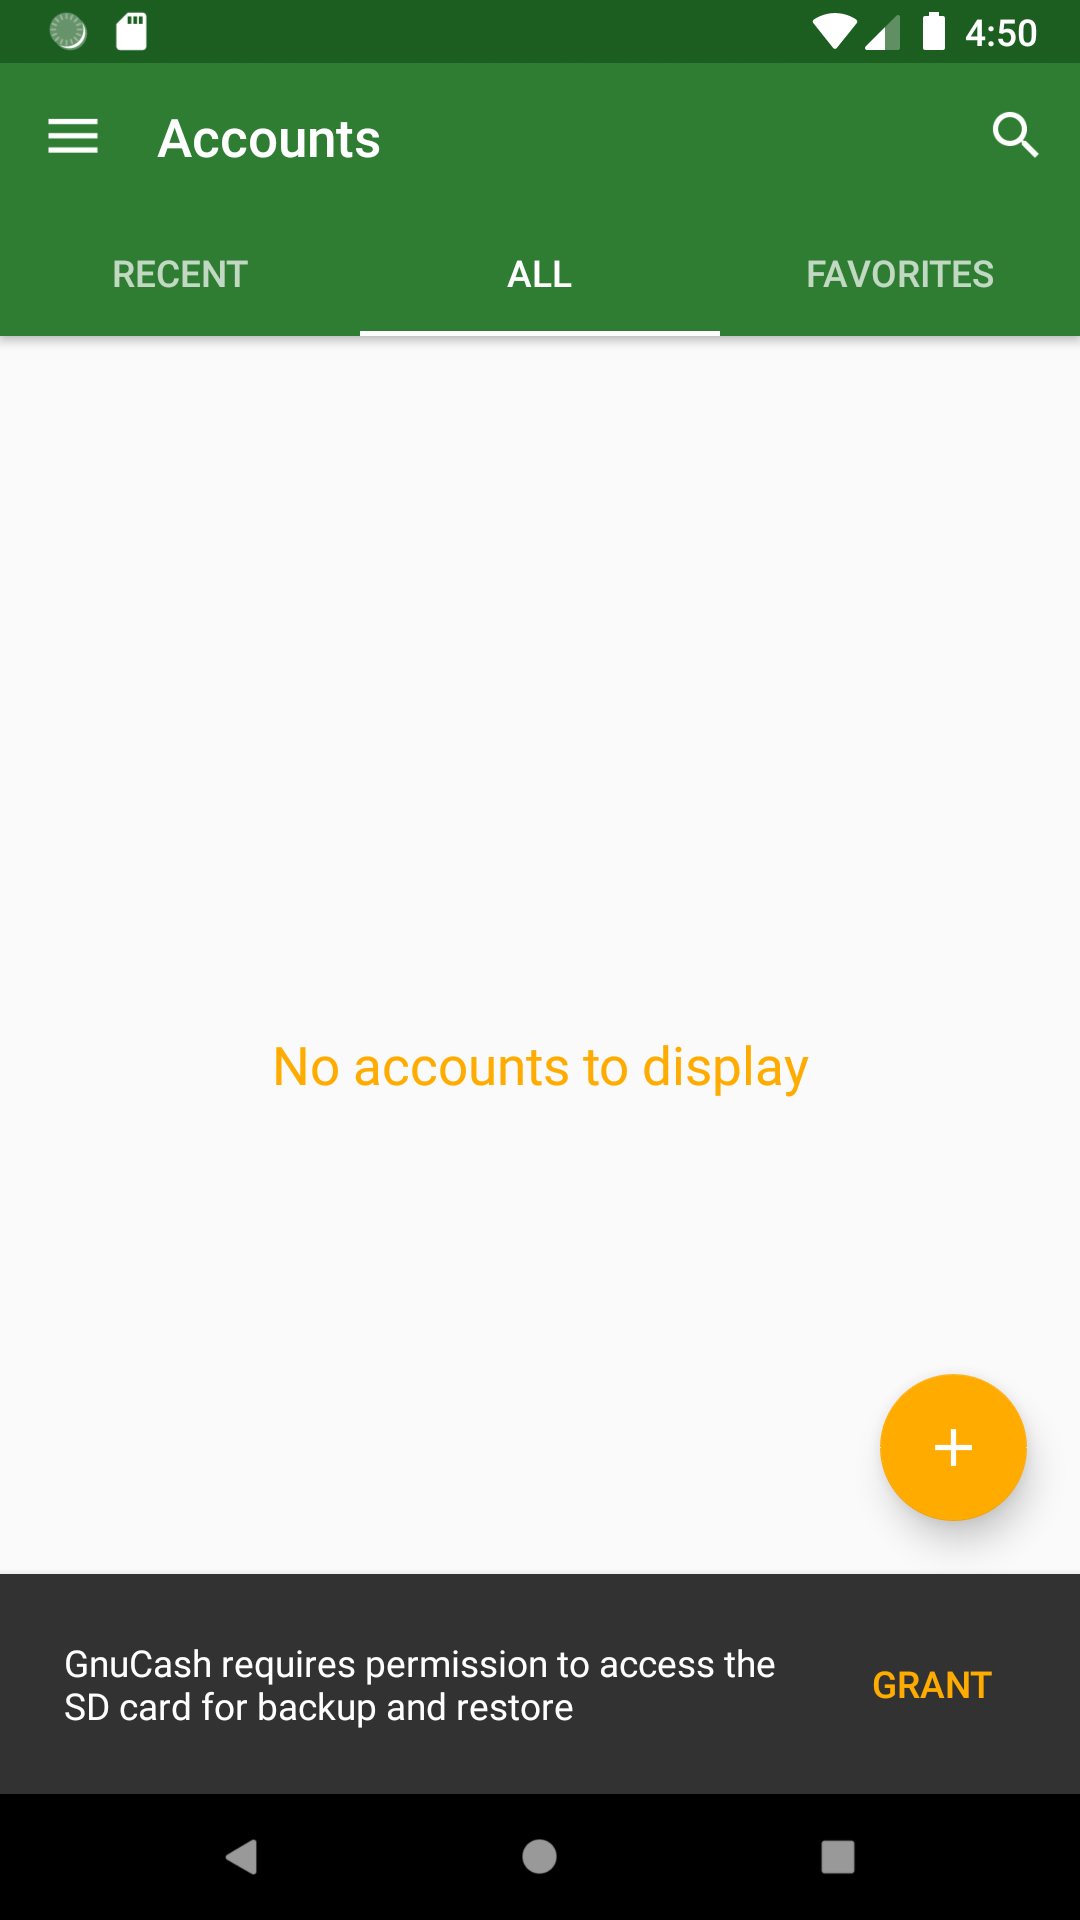 4:50
Accounts
RECENT
ALL
FAVORITES
No accounts to display
GnuCash requires permission to access the
SD card for backup and restore
GRANT